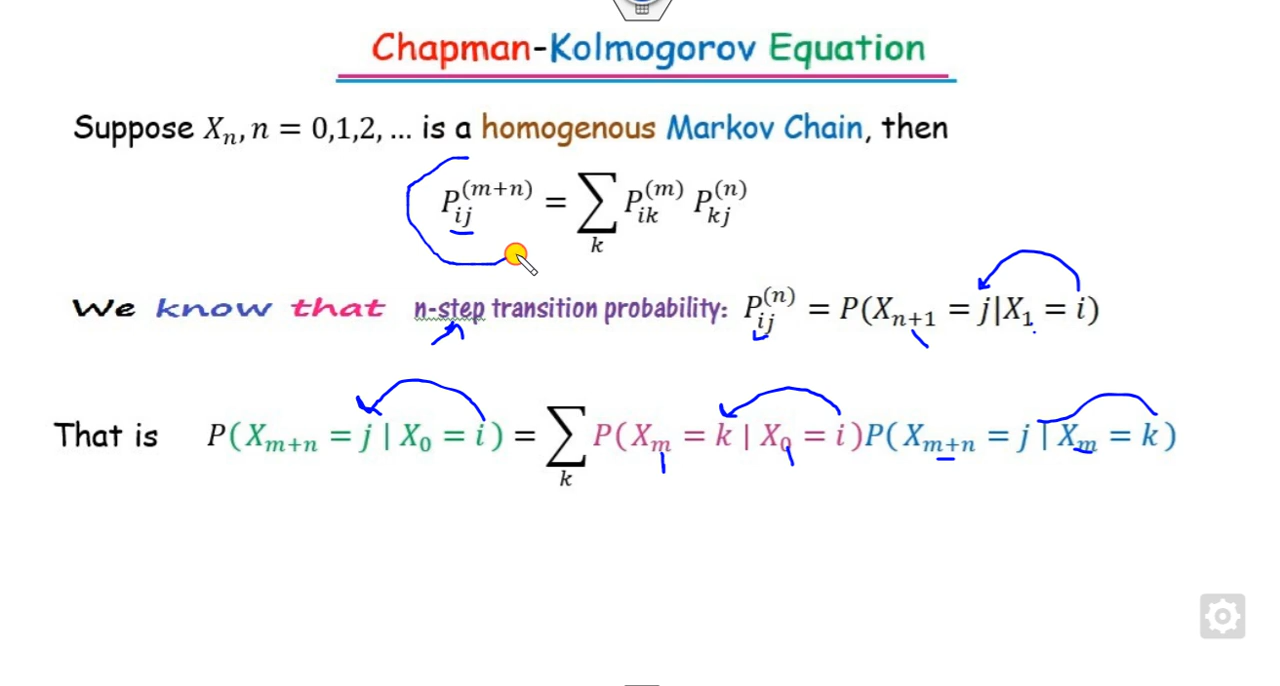 Chapman-Kolmogorov Equation
Suppose Xₙ, n = 0,1,2, ... is a homogenous Markov Chain, then
P_{ij}^{(m+n)} = ∑_k P_{ik}^{(m)} P_{kj}^{(n)}
We know that n-step transition probability: P_{ij}^{(n)} = P(X_{n+1} = j|X_1 = i)
That is P(X_{m+n} = j | X_0 = i) = ∑_k P(X_m = k | X_0 = i)P(X_{m+n} = j | X_m = k)